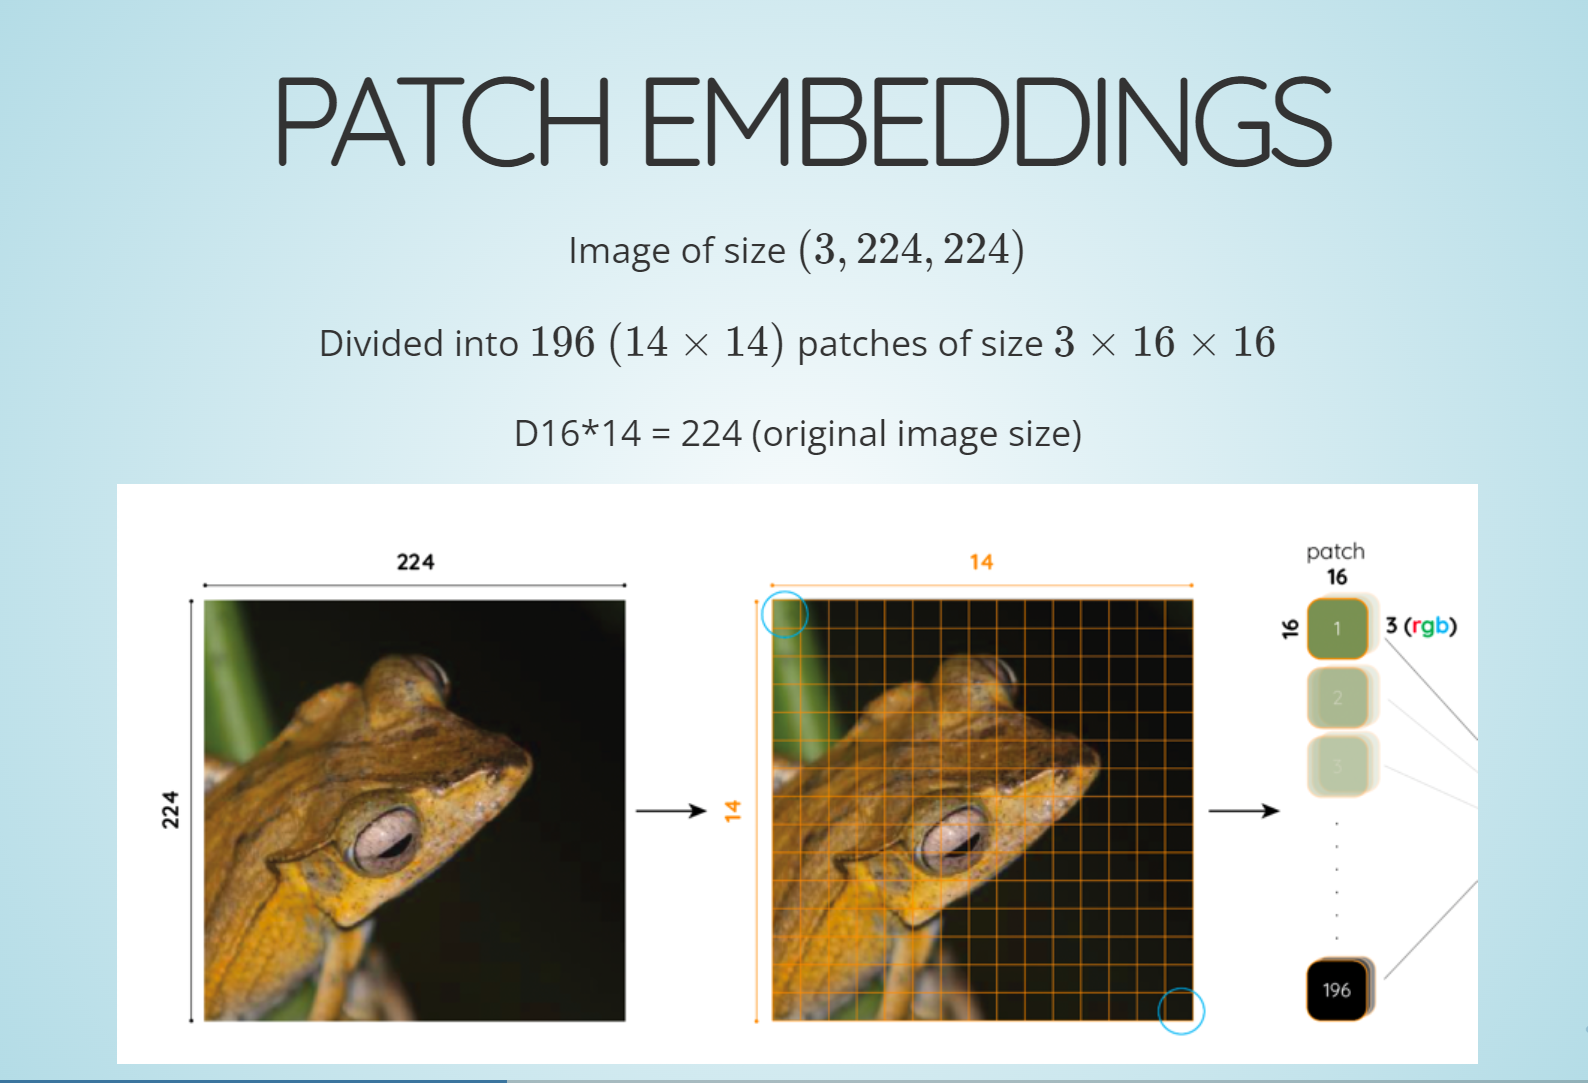 PATCH EMBEDDINGS
Image of size (3, 224, 224)
Divided into 196 (14 × 14) patches of size 3 × 16 × 16
D16*14 = 224 (original image size)
224
224
14
14
patch
16
16
1
3 (rgb)
2
3
196